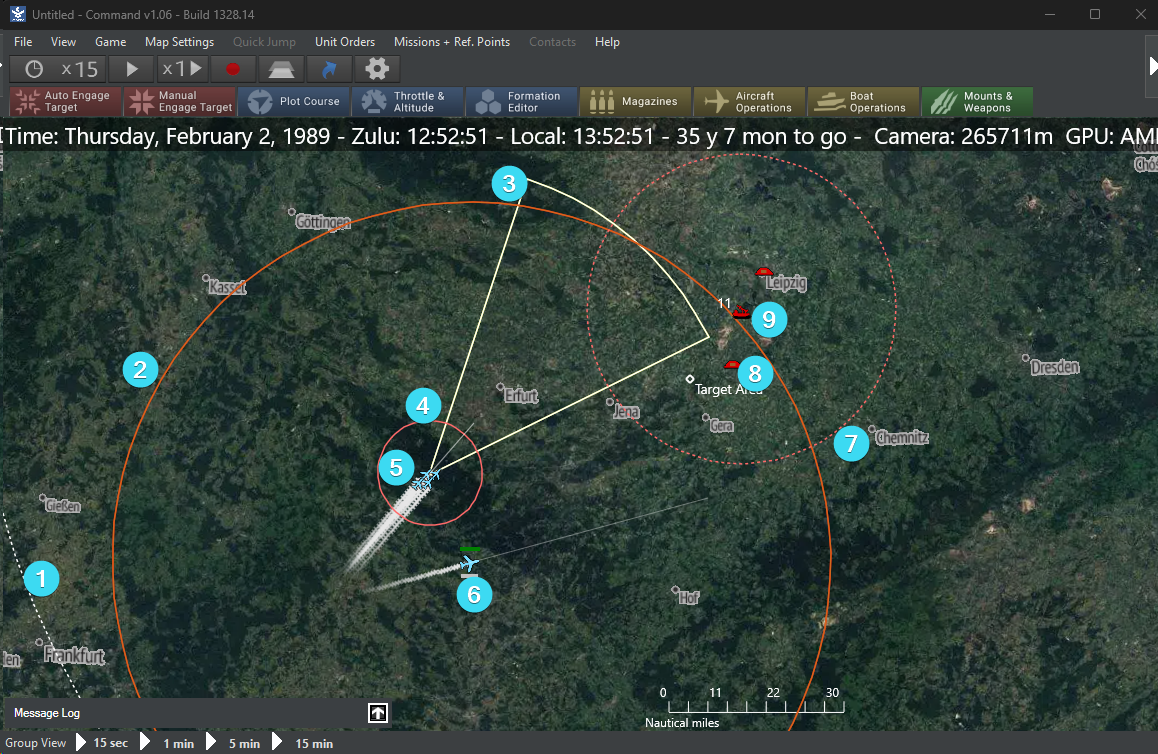 Untitled - Command v1.06 - Build 1328.14
File View Game Map Settings Quick Jump Unit Orders Missions + Ref. Points Contacts Help
x15 x1
Auto Engage Target
Manual Engage Target
Plot Course
Throttle & Altitude
Formation Editor
Magazines
Aircraft Operations
Boat Operations
Mounts & Weapons
Time: Thursday, February 2, 1989 - Zulu: 12:52:51 - Local: 13:52:51 - 35 y 7 mon to go - Camera: 265711m GPU: AM
3
Göttingen
Kassel
Leipzig
11
9
2
8
Dresden
Target Area
Erfurt
4
Jena
Gera
7
Chemnitz
5
Gießen
1
6
Hof
Frankfurt
0 11 22 30
Nautical miles
Message Log
Group View 15 sec 1 min 5 min 15 min